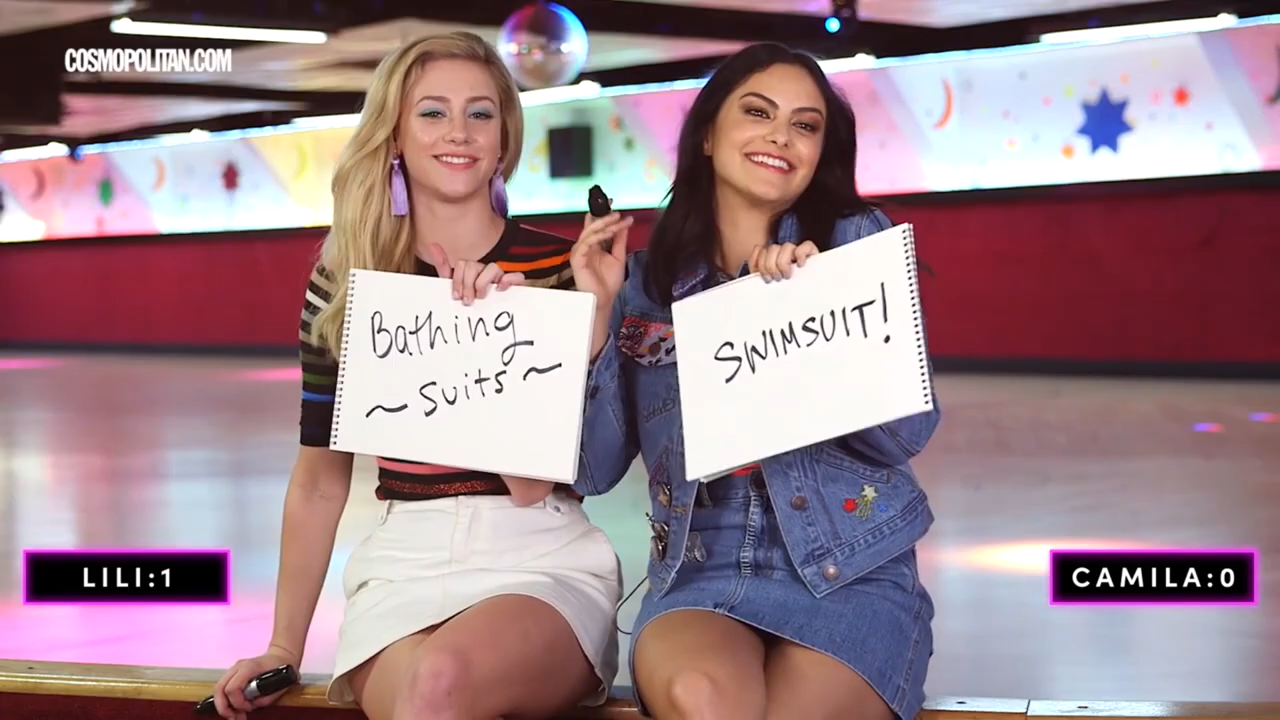 COSMOPOLITAN.COM
Bathing
~ suits ~
SWIMSUIT!
LILI:1
CAMILA:0